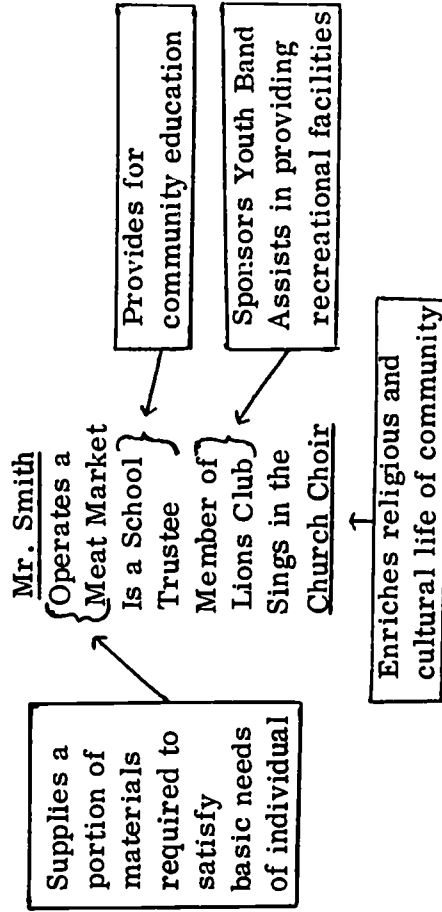 Mr. Smith
Operates a
Meat Market
Is a School
Trustee
Member of
Lions Club
Sings in the
Church Choir
Supplies a
portion of
materials
required to
satisfy
basic needs
of individual
Provides for
community education
Sponsors Youth Band
Assists in providing
recreational facilities
Enriches religious and
cultural life of community